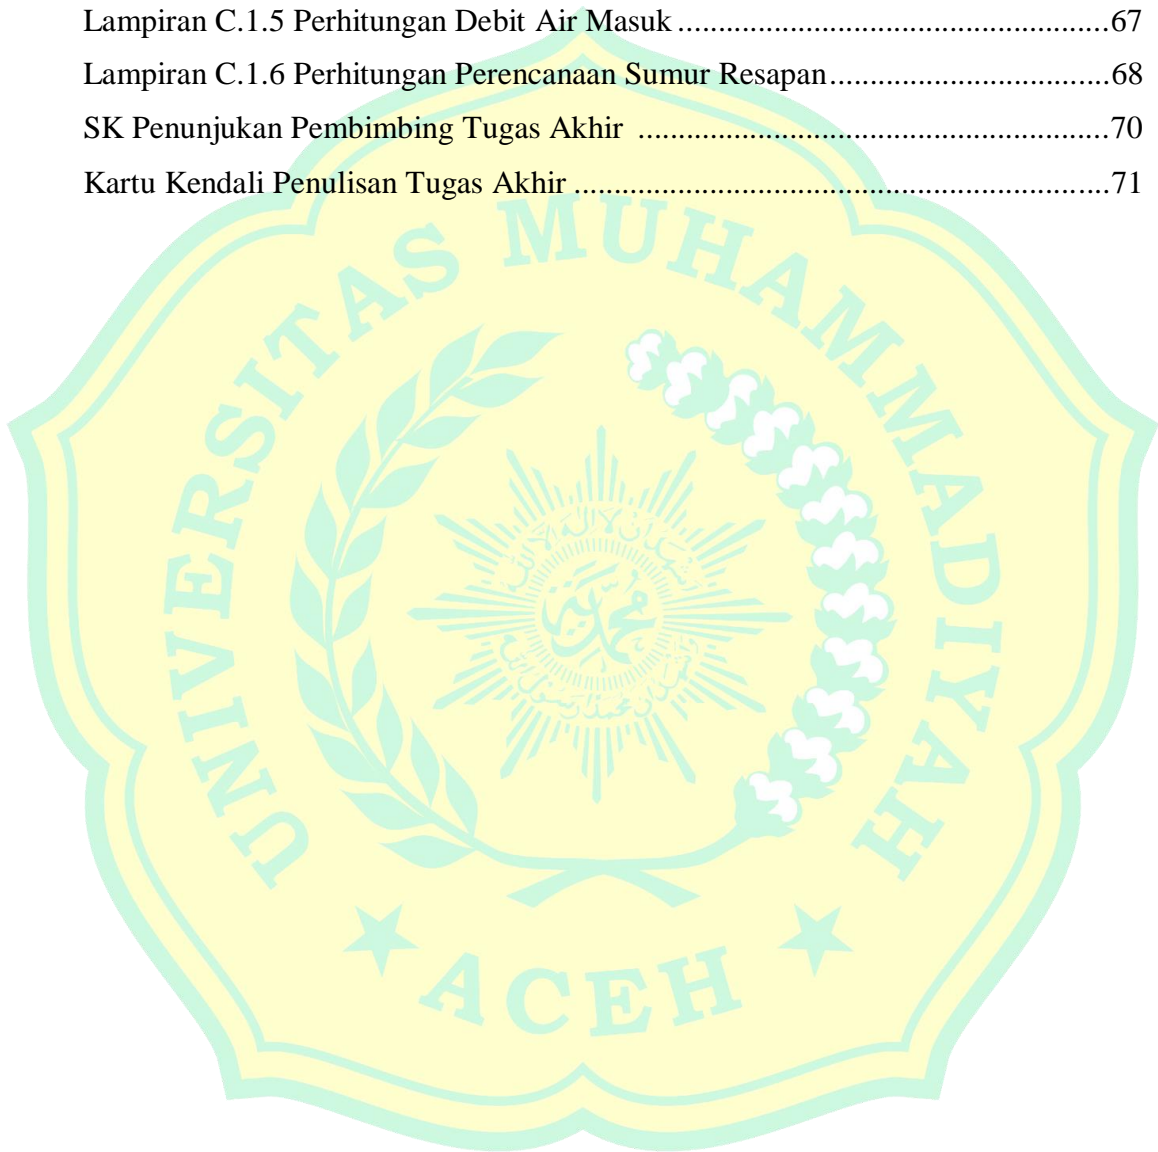 Lampiran C.1.5 Perhitungan Debit Air Masuk.....................................................67
Lampiran C.1.6 Perhitungan Perencanaan Sumur Resapan..................................68
SK Penunjukan Pembimbing Tugas Akhir ..........................................................70
Kartu Kendali Penulisan Tugas Akhir..................................................................71
UNIVERSITAS MUHAMMADIYAH
محمد
★ ACEH ★